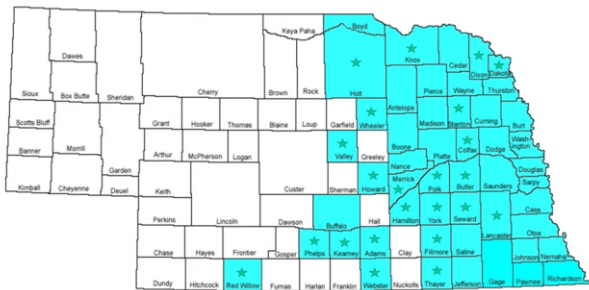 Boyd
Keya Paha
Dawes
Knox
Cedar
Dixon
Dakota
Sioux
Box Butte
Sheridan
Cherry
Brown
Rock
Holt
Pierce
Wayne
Thurston
Antelope
Scotts Bluff
Grant
Hooker
Thomas
Blaine
Loup
Garfield
Wheeler
Madison
Stanton
Cuming
Burt
Banner
Morrill
Arthur
McPherson
Logan
Valley
Greeley
Boone
Platte
Colfax
Dodge
Wash
ington
Garden
Nance
Douglas
Kimball
Cheyenne
Deuel
Keith
Custer
Sherman
Howard
Merrick
Polk
Butler
Saunders
Sarpy
Perkins
Lincoln
Dawson
Buffalo
Hall
Hamilton
York
Seward
Lancaster
Cass
Otoe
Chase
Hayes
Frontier
Gosper
Phelps
Kearney
Adams
Clay
Fillmore
Saline
Johnson
Nemaha
Dundy
Hitchcock
Red Willow
Furnas
Harlan
Franklin
Webster
Nuckolls
Thayer
Jefferson
Gage
Pawnee
Richardson